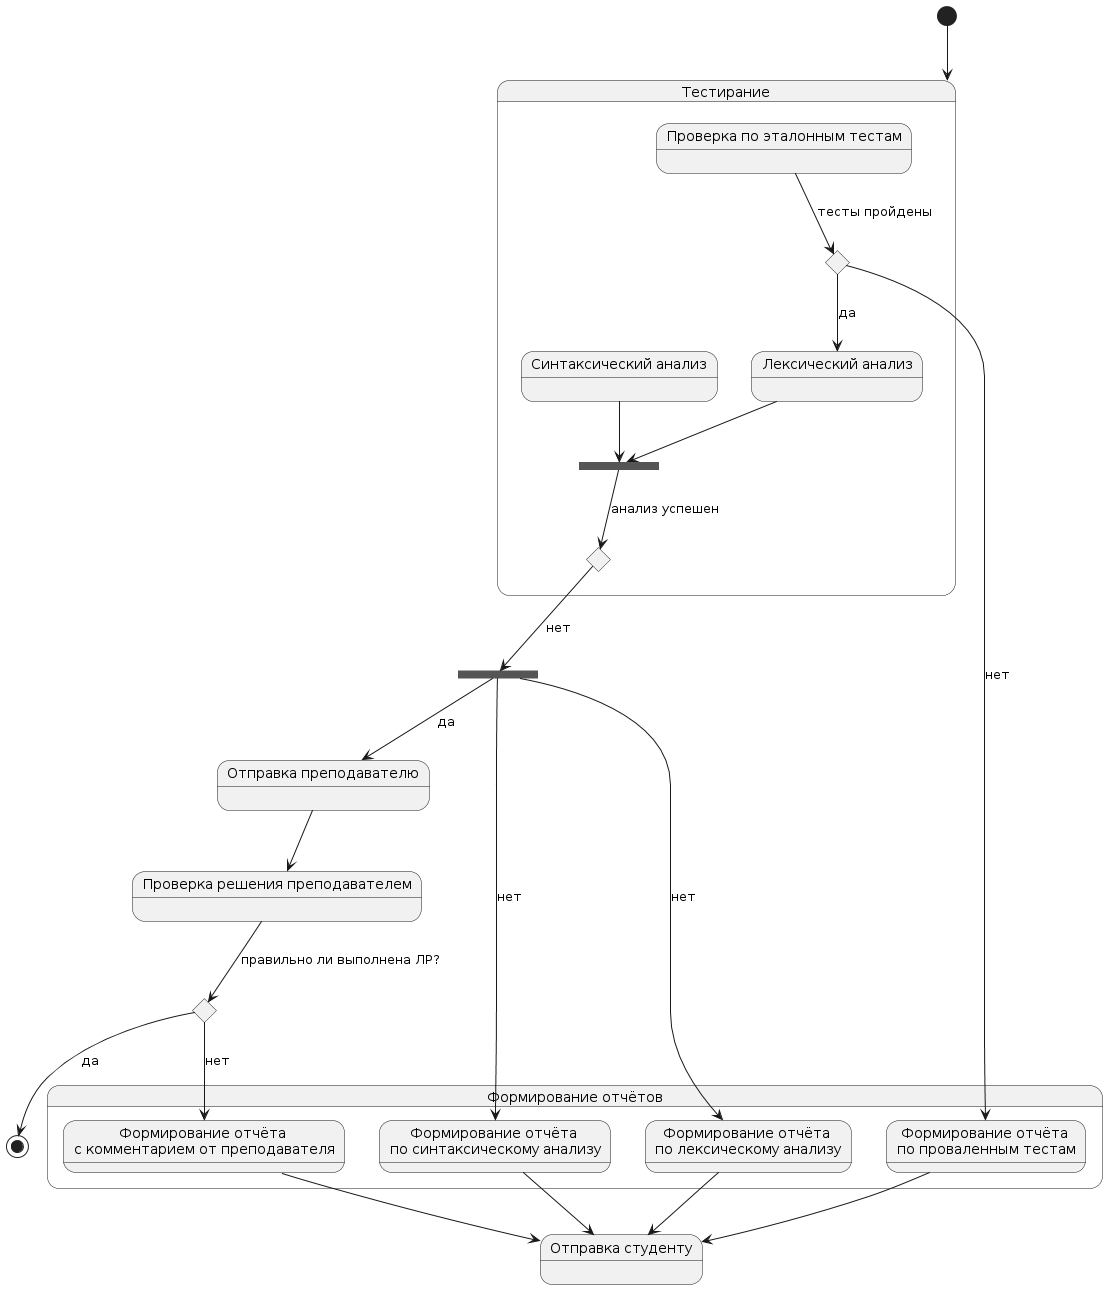 Тестирание
Проверка по эталонным тестам
тесты пройдены
да
Синтаксический анализ
Лексический анализ
анализ успешен
нет
нет
да
Отправка преподавателю
Проверка решения преподавателем
нет
нет
правильно ли выполнена ЛР?
да
нет
Формирование отчётов
Формирование отчёта
с комментарием от преподавателя
Формирование отчёта
по синтаксическому анализу
Формирование отчёта
по лексическому анализу
Формирование отчёта
по проваленным тестам
Отправка студенту